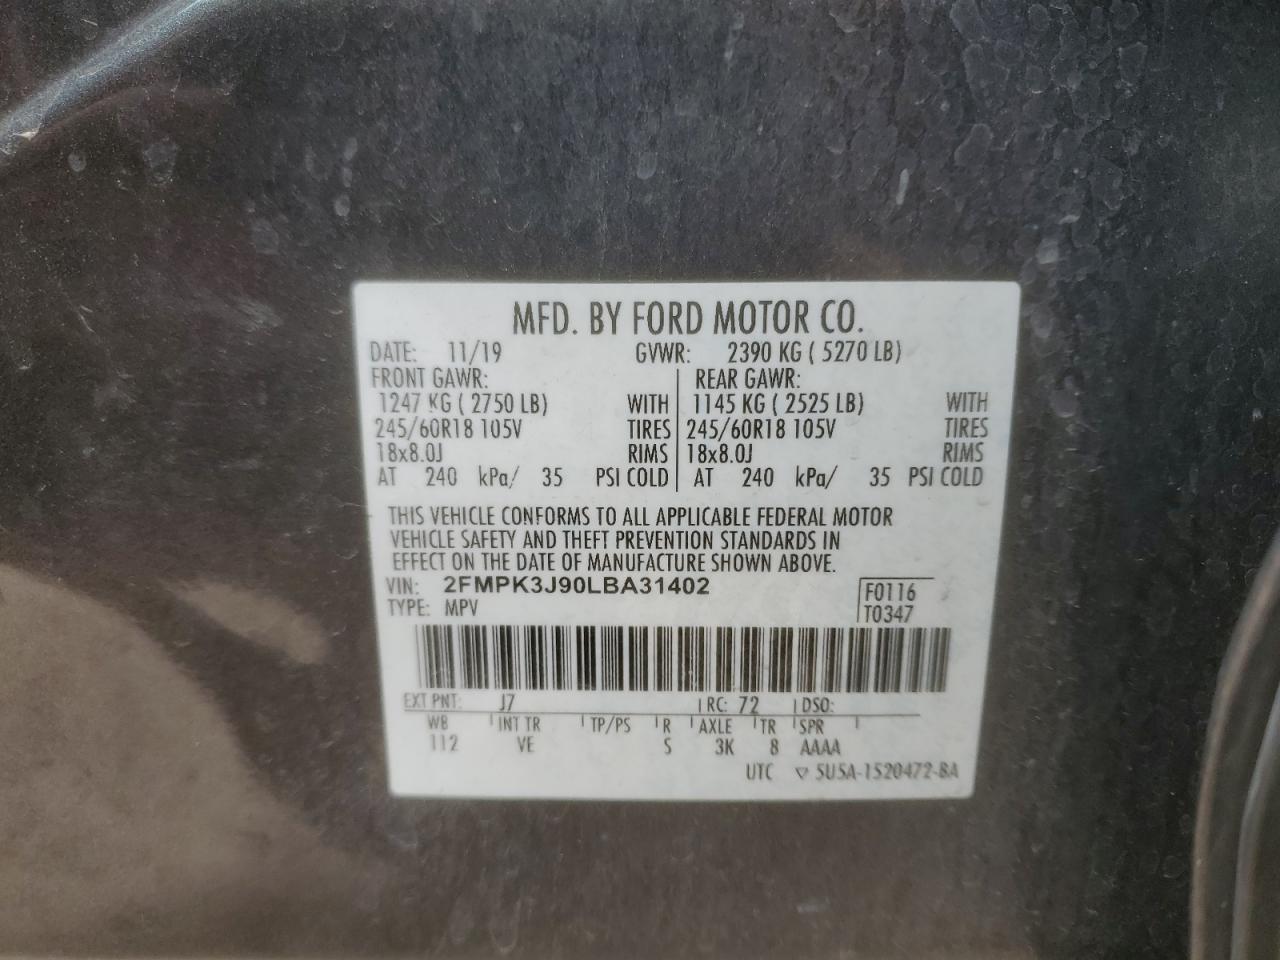 MFD. BY FORD MOTOR CO.
DATE: 11/19 GVWR: 2390 KG ( 5270 LB)
FRONT GAWR: REAR GAWR:
1247 KG ( 2750 LB) WITH 1145 KG ( 2525 LB) WITH
245/60R18 105V TIRES 245/60R18 105V TIRES
18x8.0J RIMS 18x8.0J RIMS
AT 240 kPa/ 35 PSI COLD AT 240 kPa/ 35 PSI COLD
THIS VEHICLE CONFORMS TO ALL APPLICABLE FEDERAL MOTOR
VEHICLE SAFETY AND THEFT PREVENTION STANDARDS IN
EFFECT ON THE DATE OF MANUFACTURE SHOWN ABOVE.
VIN: 2FMPK3J90LBA31402 F0116
TYPE: MPV T0347
EXT PNT: J7 RC: 72 DSO:
WB INT TR TP/PS R AXLE TR SPR
112 VE S 3K 8 AAAA
UTC ▽ 5U5A-1520472-BA